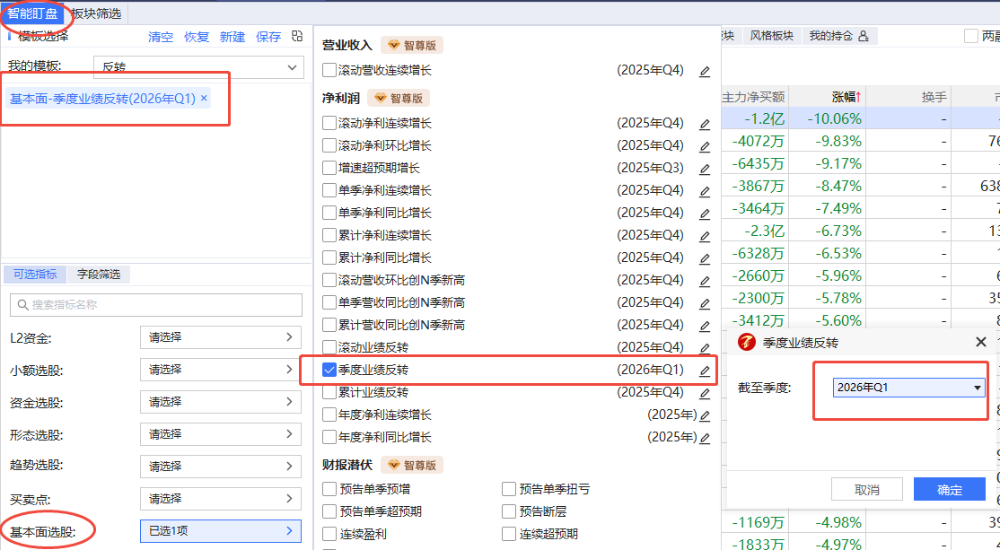 智能盯盘 板块筛选
模板选择 清空 恢复 新建 保存
我的模板: 反转
基本面-季度业绩反转(2026年Q1) ×
可选指标 字段筛选
搜索指标名称
L2资金: 请选择
小额选股: 请选择
资金选股: 请选择
形态选股: 请选择
趋势选股: 请选择
买卖点: 请选择
基本面选股: 已选1项
营业收入 智尊版
滚动营收连续增长 (2025年Q4)
净利润 智尊版
滚动净利连续增长 (2025年Q4)
滚动净利环比增长 (2025年Q4)
增速超预期增长 (2025年Q3)
单季净利连续增长 (2025年Q4)
单季净利同比增长 (2025年Q4)
累计净利连续增长 (2025年Q4)
累计净利同比增长 (2025年Q4)
滚动营收环比创N季新高 (2025年Q4)
单季营收同比创N季新高 (2025年Q4)
累计营收同比创N季新高 (2025年Q4)
滚动业绩反转 (2025年Q4)
季度业绩反转 (2026年Q1)
累计业绩反转 (2025年Q4)
年度净利连续增长 (2025年)
年度净利同比增长 (2025年)
财报潜伏 智尊版
预告单季预增 预告单季扭亏
预告单季超预期 预告断层
连续盈利 连续超预期
块 风格板块 我的持仓 两融
主力净买额 涨幅↑ 换手
-1.2亿 -10.06% -
-4072万 -9.83% - 76
-6435万 -9.17% - -
-3867万 -8.47% - 638
-3464万 -7.49% - 7
-2.3亿 -6.73% - 13
-6328万 -6.53% -
-2660万 -5.96% - 6
-2300万 -5.78% - 35
-3412万 -5.60% - 8
季度业绩反转
截至季度: 2026年Q1
取消 确定
-1169万 -4.98% - 39
-1833万 -4.97% -